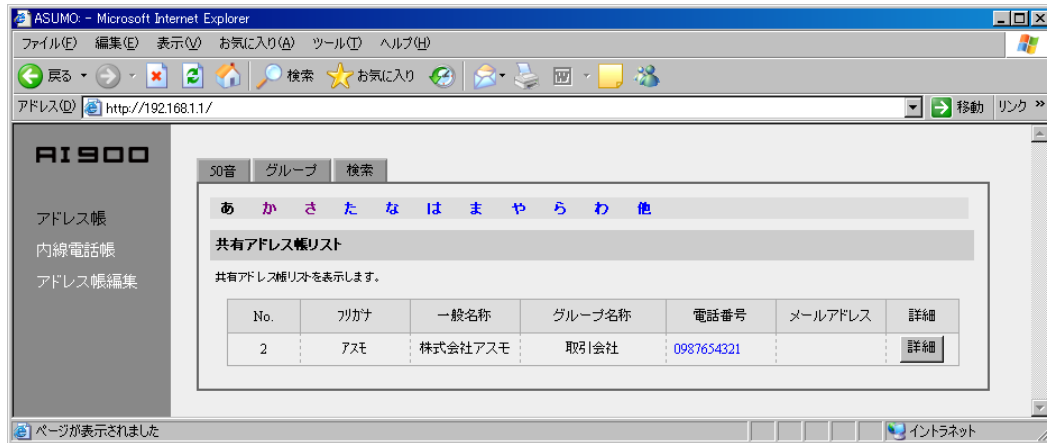 ASUMO: - Microsoft Internet Explorer
ファイル(F) 編集(E) 表示(V) お気に入り(A) ツール(T) ヘルプ(H)
戻る 検索 お気に入り
アドレス(D) http://192.168.1.1/ 移動 リンク »
AI900
アドレス帳
内線電話帳
アドレス帳編集
50音 グループ 検索
あ か さ た な は ま や ら わ 他
共有アドレス帳リスト
共有アドレス帳リストを表示します。
No. フリガナ 一般名称 グループ名称 電話番号 メールアドレス 詳細
2 アスモ 株式会社アスモ 取引会社 0987654321 詳細
ページが表示されました イントラネット